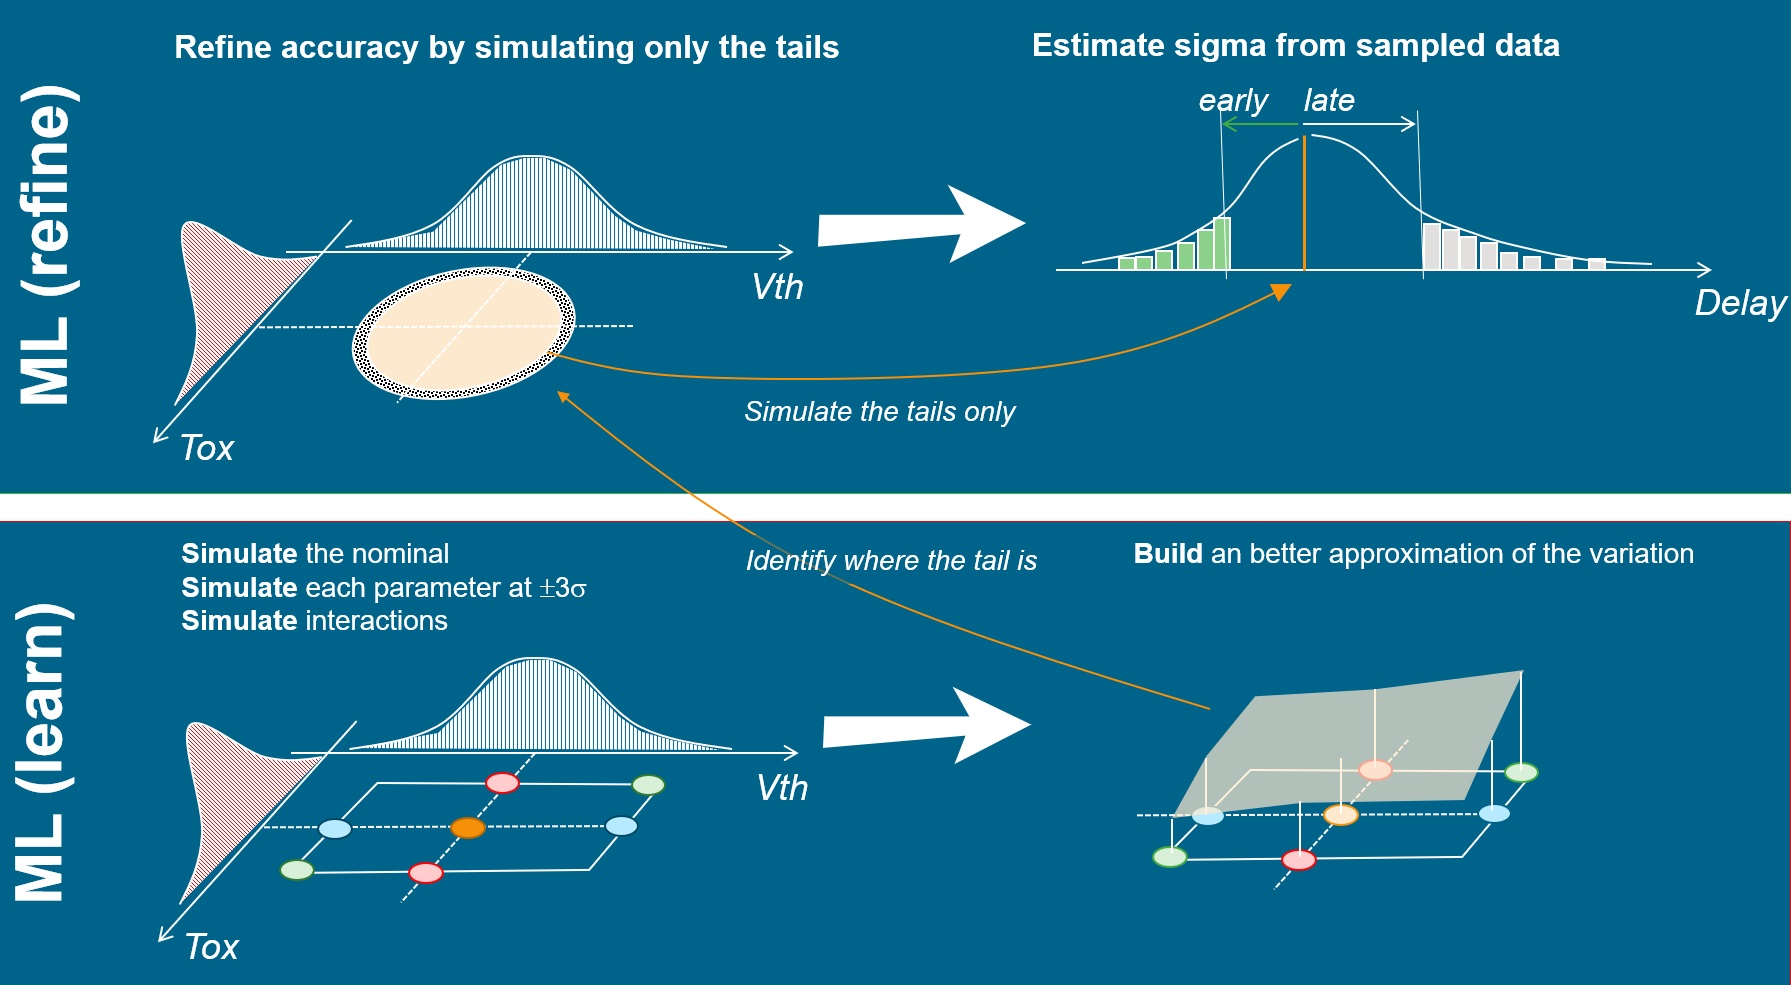 ML (refine)
Refine accuracy by simulating only the tails
Estimate sigma from sampled data
early
late
Vth
Tox
Delay
Simulate the tails only
ML (learn)
Simulate the nominal
Simulate each parameter at ±3σ
Simulate interactions
Identify where the tail is
Build an better approximation of the variation
Vth
Tox